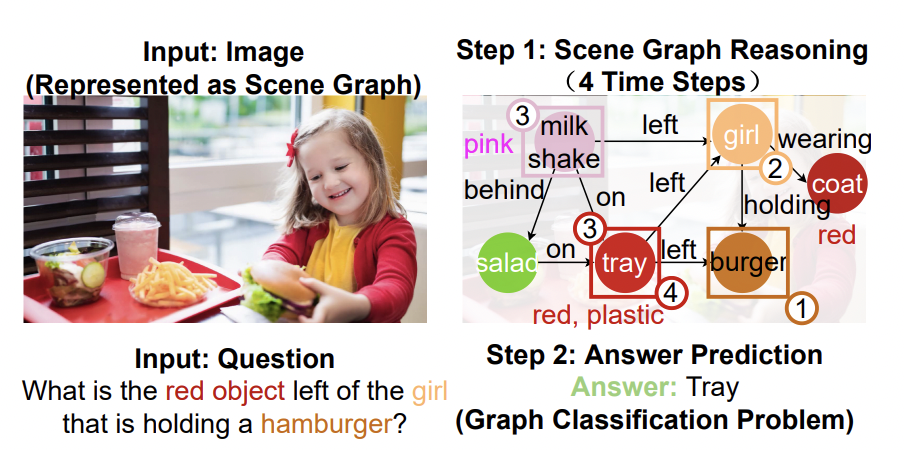 Input: Image
(Represented as Scene Graph)
Input: Question
What is the red object left of the girl
that is holding a hamburger?
Step 1: Scene Graph Reasoning
(4 Time Steps)
3
milk
shake
pink
left
girl
wearing
2
coat
behind
on
left
holding
red
3
salad
on
tray
left
burger
4
1
red, plastic
Step 2: Answer Prediction
Answer: Tray
(Graph Classification Problem)